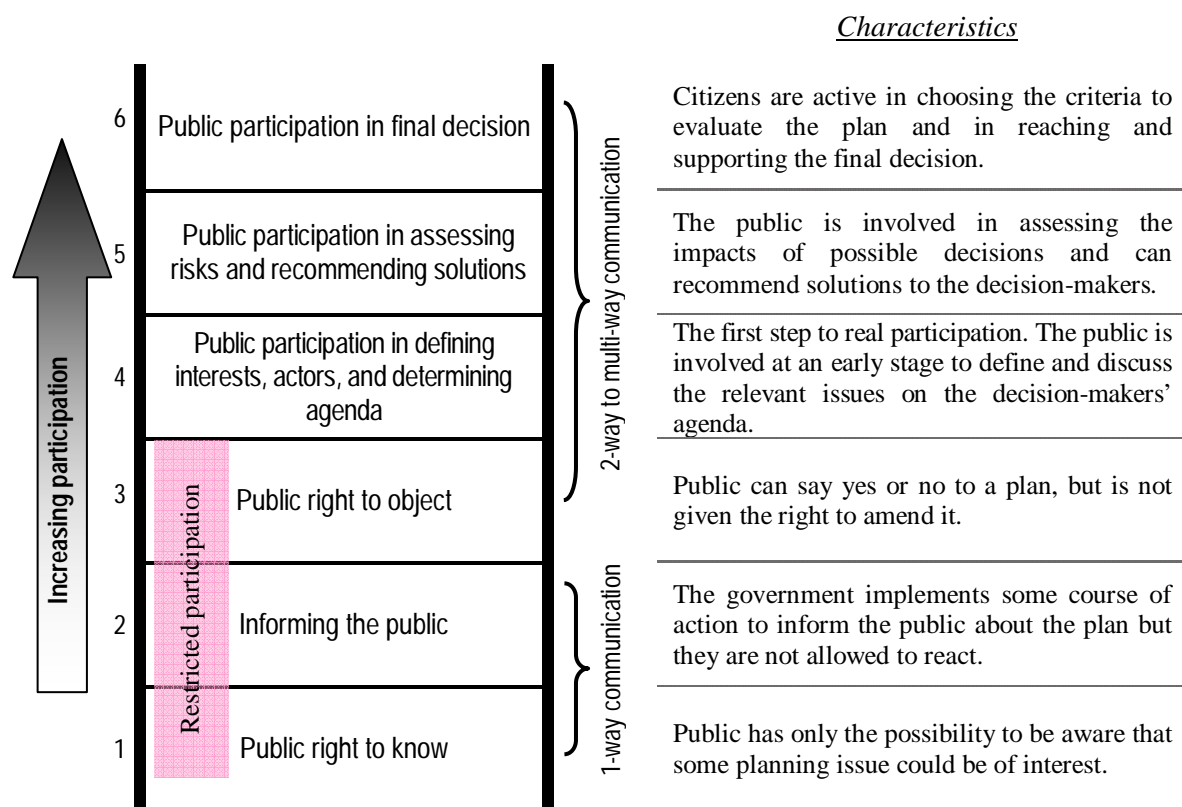 Characteristics
6
Public participation in final decision
Citizens are active in choosing the criteria to
evaluate the plan and in reaching and
supporting the final decision.
5
Public participation in assessing
risks and recommending solutions
The public is involved in assessing the
impacts of possible decisions and can
recommend solutions to the decision-makers.
4
Public participation in defining
interests, actors, and determining
agenda
The first step to real participation. The public is
involved at an early stage to define and discuss
the relevant issues on the decision-makers'
agenda.
3
Public right to object
Public can say yes or no to a plan, but is not
given the right to amend it.
2
Informing the public
The government implements some course of
action to inform the public about the plan but
they are not allowed to react.
1
Public right to know
Public has only the possibility to be aware that
some planning issue could be of interest.
Increasing participation
Restricted participation
2-way to multi-way communication
1-way communication